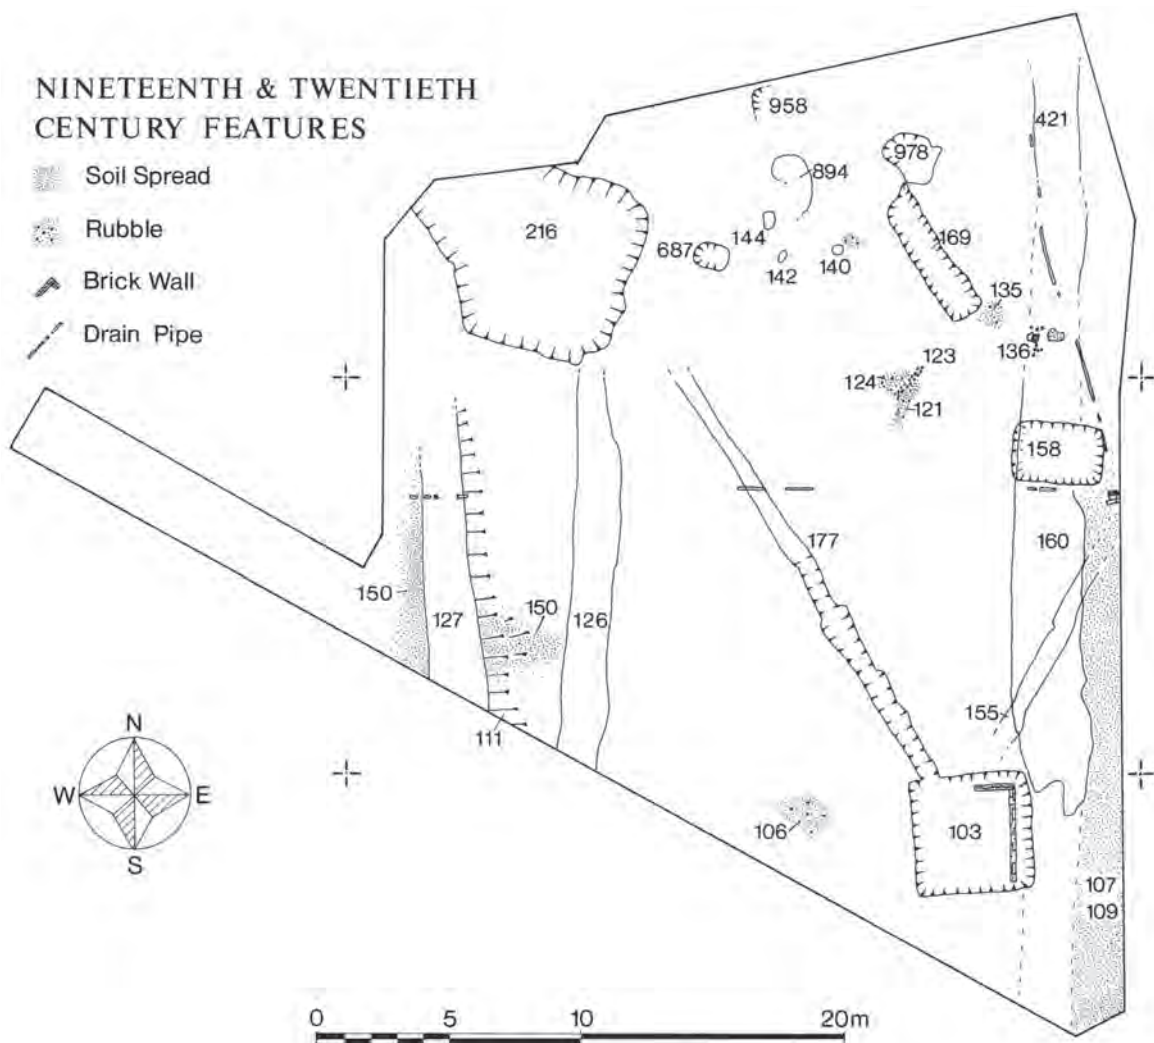 NINETEENTH & TWENTIETH
CENTURY FEATURES
Soil Spread
Rubble
Brick Wall
Drain Pipe
958
421
978
894
216
144
687
169
142
140
135
136
123
124
121
158
177
160
150
127
150
126
155
111
N
W E
S
106
103
107
109
0 5 10 20m